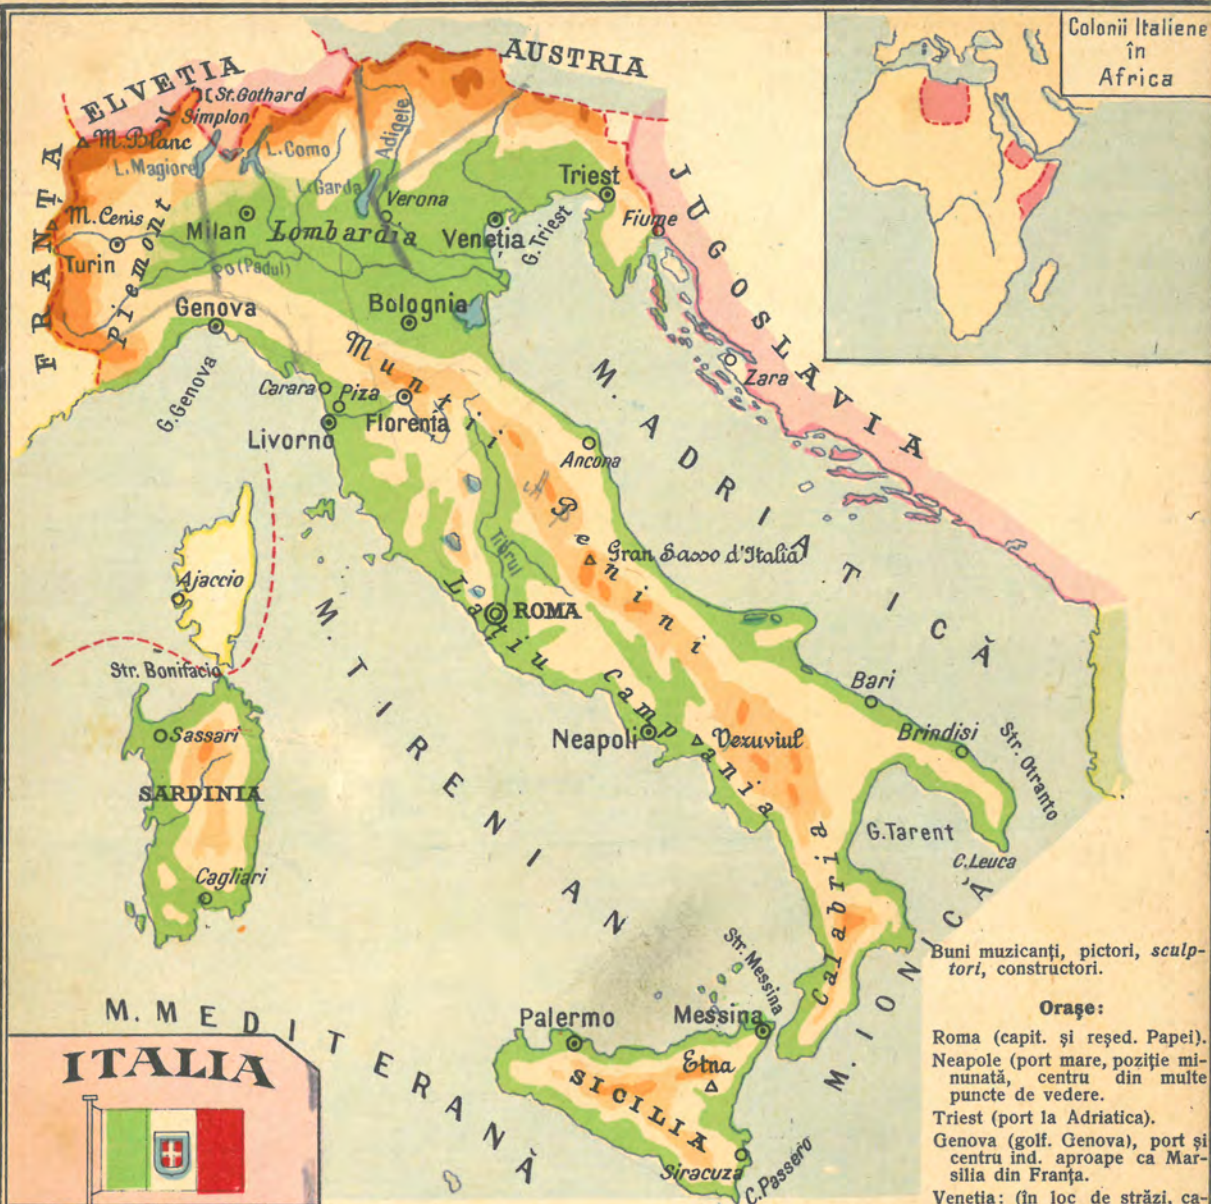 Colonii Italiene
în
Africa
ELVEȚIA
AUSTRIA
St. Gothard
Simplon
M. Blanc
L. Magiore
L. Como
Adigele
L. Garda
Verona
FRANȚA
M. Cenis
Turin
Piemont
Milan
Lombardia
Veneția
G. Triest
Triest
Fiume
JUGOSLAVIA
Po (Padul)
Genova
Bolognia
G. Genova
Carara
Piza
Florența
Livorno
Munții
Penini
Ancona
Zara
M. ADRIATICĂ
Gran Sasso d'Italia
Tibrul
Ajaccio
Lațiu
ROMA
Str. Bonifacio
M. TIRENIAN
Campania
Bari
Sassari
Neapoli
Vezuviul
Brindisi
Str. Otranto
SARDINIA
G. Tarent
C. Leuca
Cagliari
Calabria
M. IONICĂ
Str. Messina
M. MEDITERANĂ
Palermo
Messina
Etna
SICILIA
Siracuza
C. Passero
ITALIA
Buni muzicanți, pictori, sculp-
tori, constructori.
Orașe:
Roma (capit. și reșed. Papei).
Neapole (port mare, poziție mi-
nunată, centru din multe
puncte de vedere.
Triest (port la Adriatica).
Genova (golf. Genova), port și
centru ind. aproape ca Mar-
silia din Franța.
Veneția: (în loc de străzi, ca-